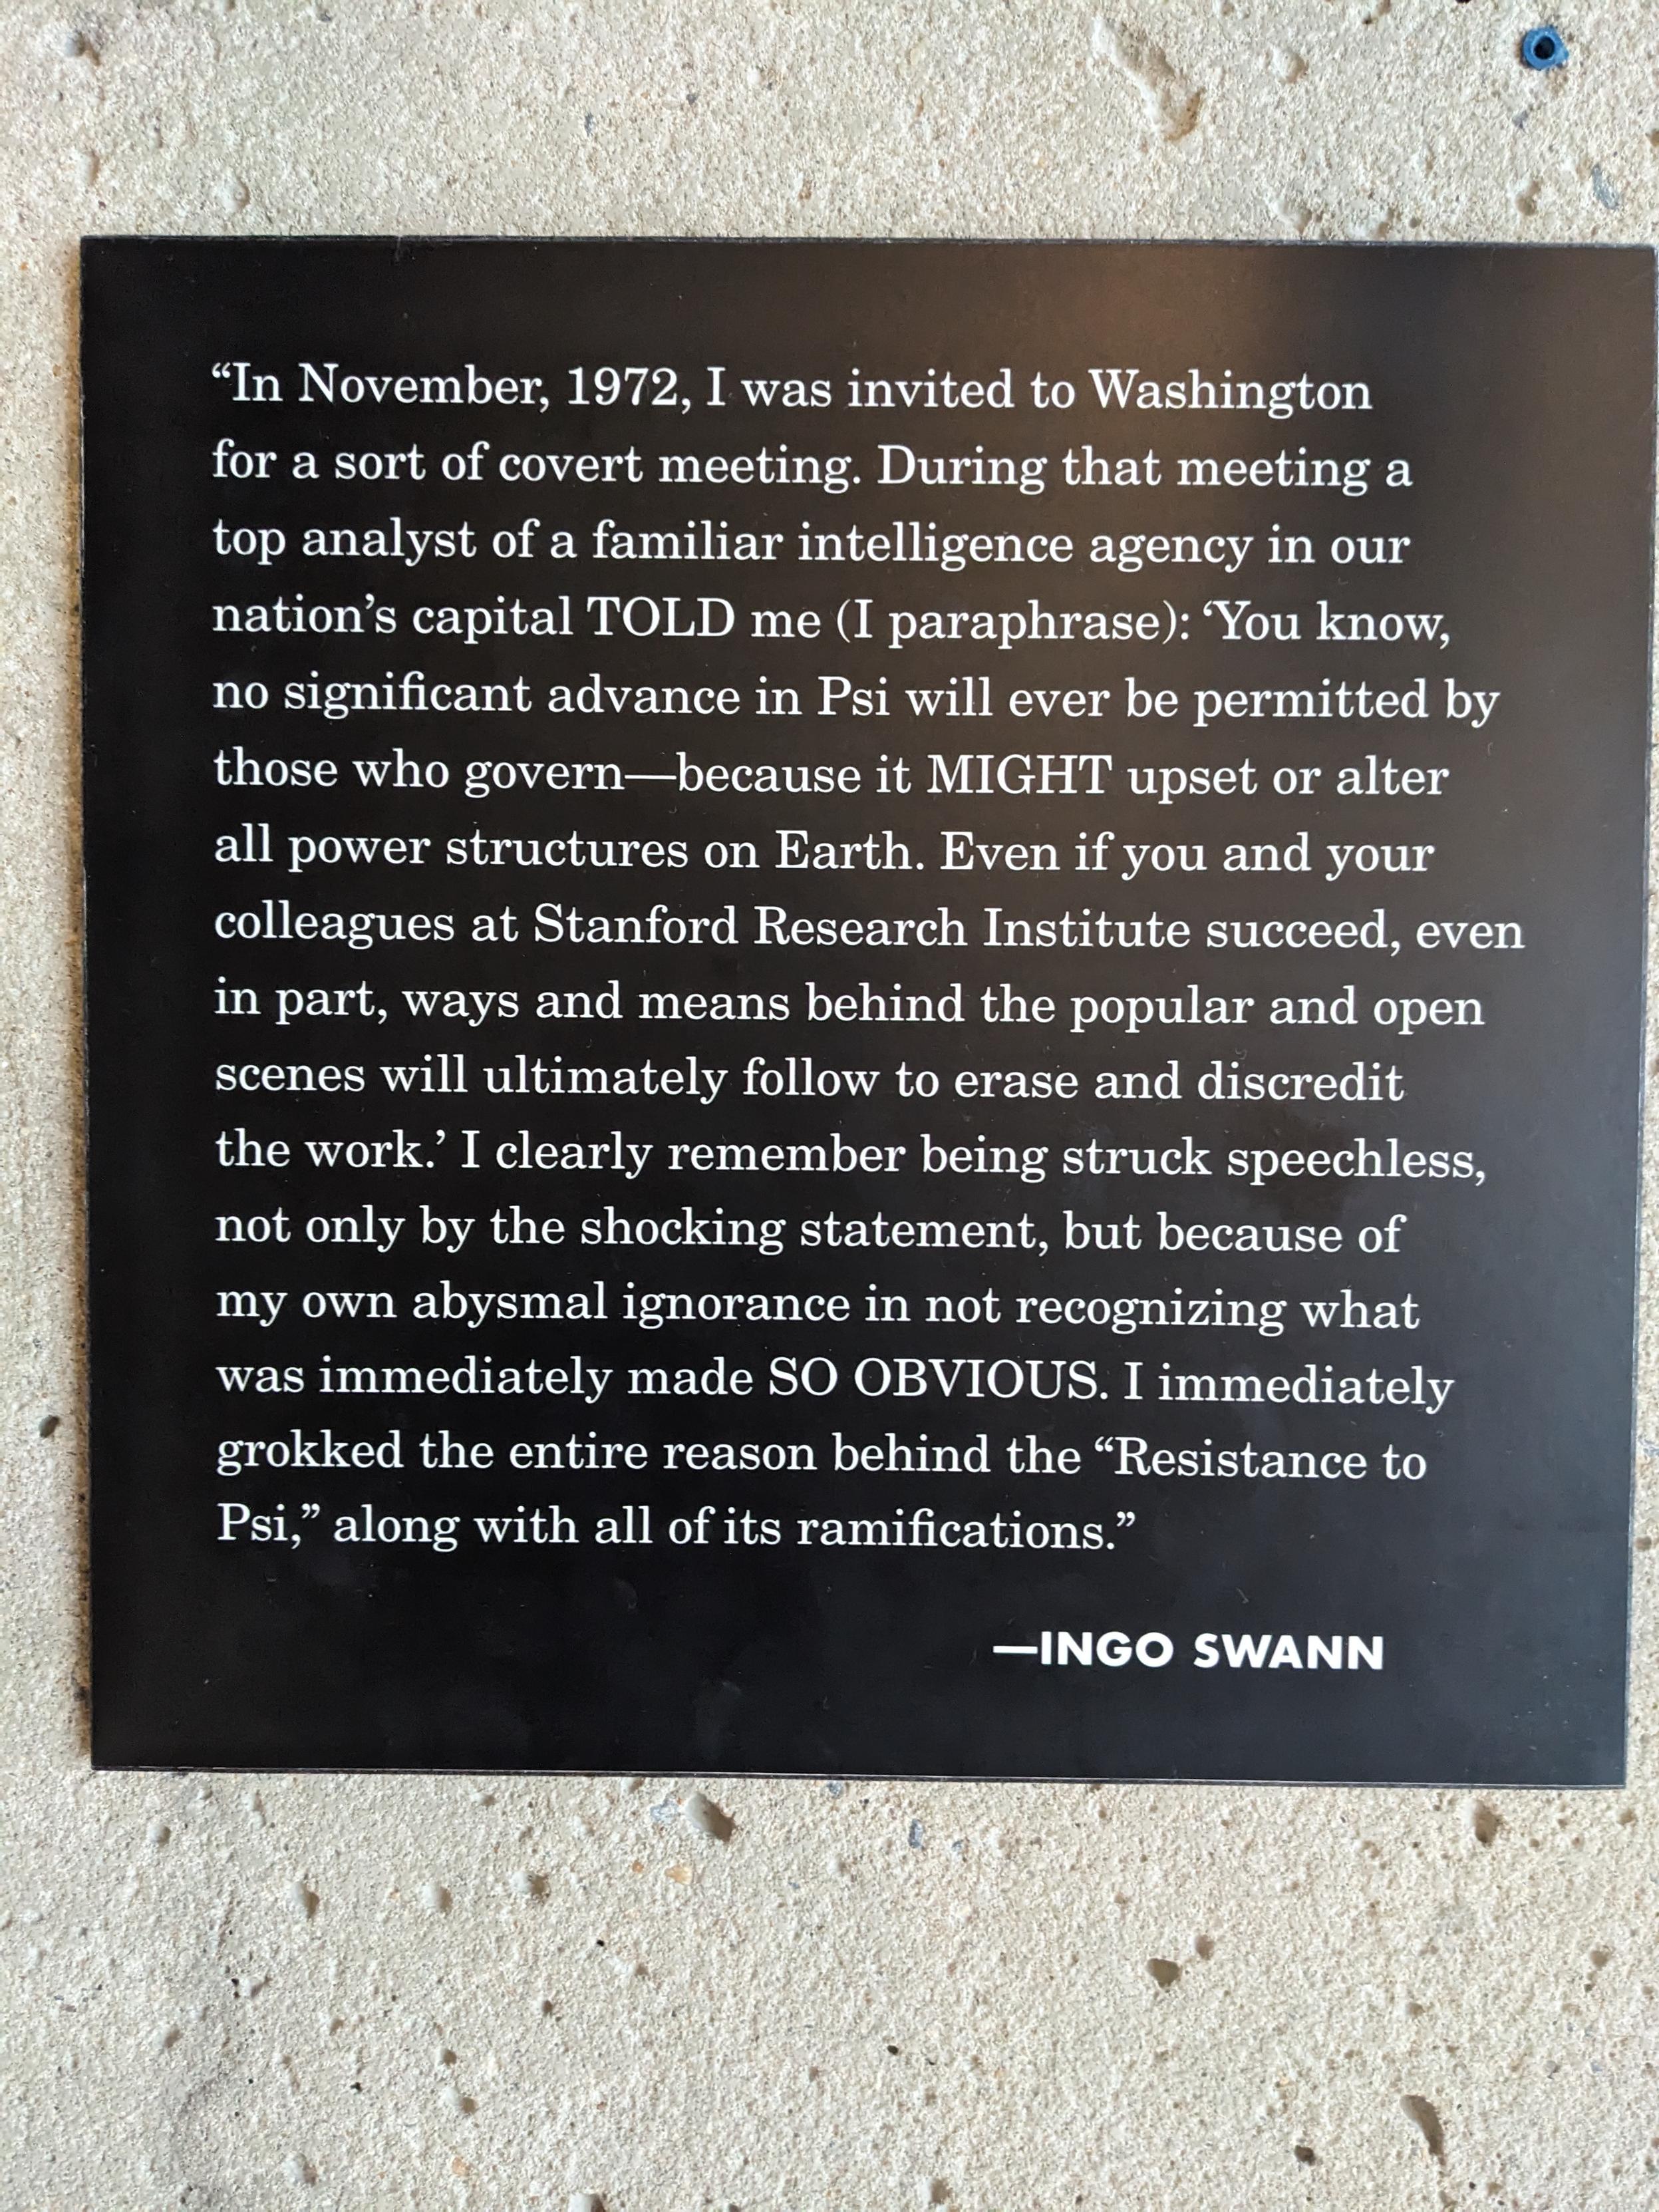 “In November, 1972, I was invited to Washington
for a sort of covert meeting. During that meeting a
top analyst of a familiar intelligence agency in our
nation’s capital TOLD me (I paraphrase): ‘You know,
no significant advance in Psi will ever be permitted by
those who govern—because it MIGHT upset or alter
all power structures on Earth. Even if you and your
colleagues at Stanford Research Institute succeed, even
in part, ways and means behind the popular and open
scenes will ultimately follow to erase and discredit
the work.’ I clearly remember being struck speechless,
not only by the shocking statement, but because of
my own abysmal ignorance in not recognizing what
was immediately made SO OBVIOUS. I immediately
grokked the entire reason behind the “Resistance to
Psi,” along with all of its ramifications.”
—INGO SWANN